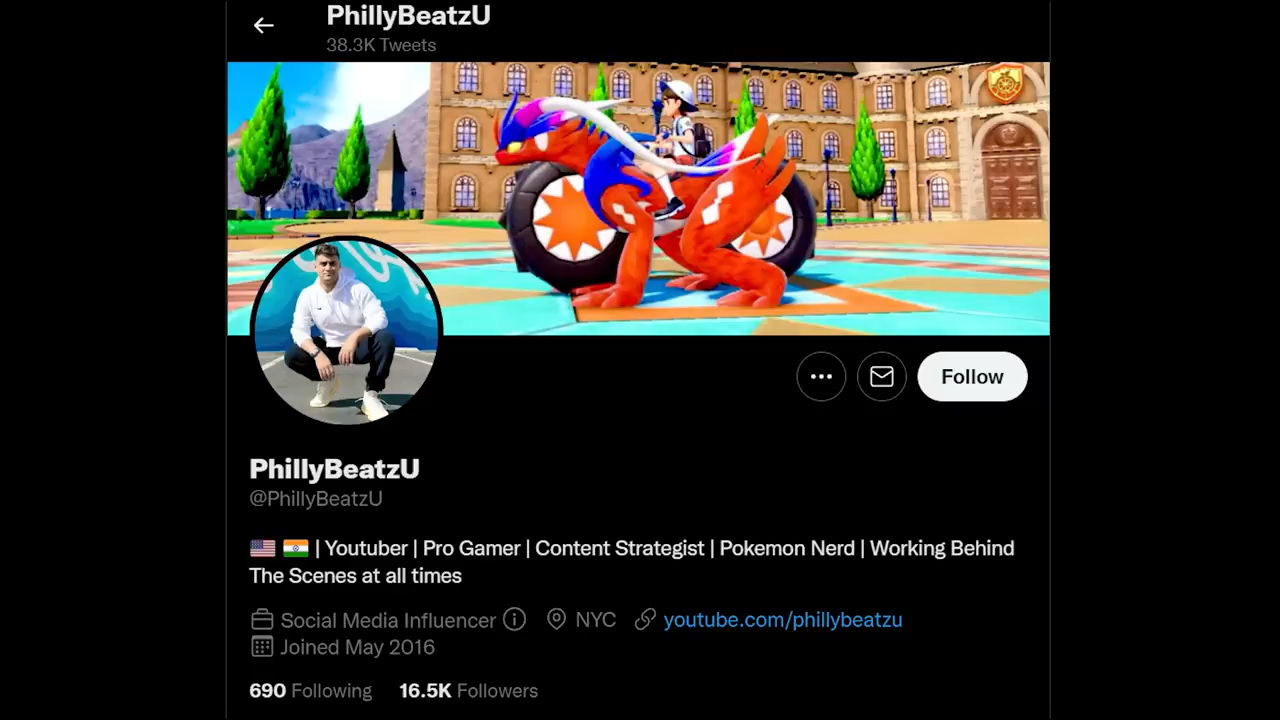 PhillyBeatzU
38.3K Tweets
Follow
PhillyBeatzU
@PhillyBeatzU
🇺🇸 🇮🇳 | Youtuber | Pro Gamer | Content Strategist | Pokemon Nerd | Working Behind
The Scenes at all times
Social Media Influencer NYC youtube.com/phillybeatzu
Joined May 2016
690 Following 16.5K Followers